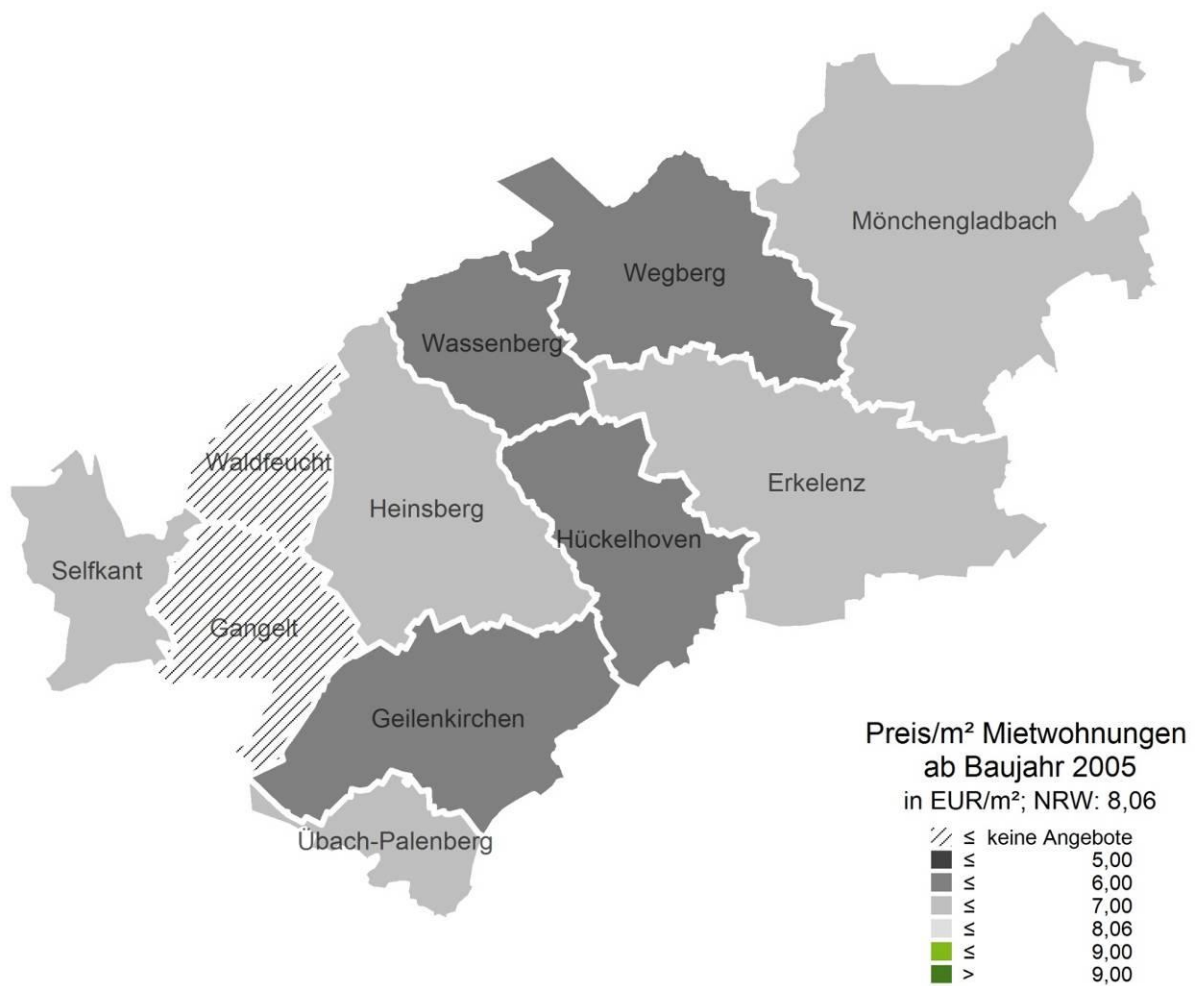 Mönchengladbach
Wegberg
Wassenberg
Waldfeucht
Erkelenz
Heinsberg
Hückelhoven
Selfkant
Gangelt
Geilenkirchen
Übach-Palenberg
Preis/m² Mietwohnungen
ab Baujahr 2005
in EUR/m²; NRW: 8,06
≤ keine Angebote
≤ 5,00
≤ 6,00
≤ 7,00
≤ 8,06
≤ 9,00
> 9,00